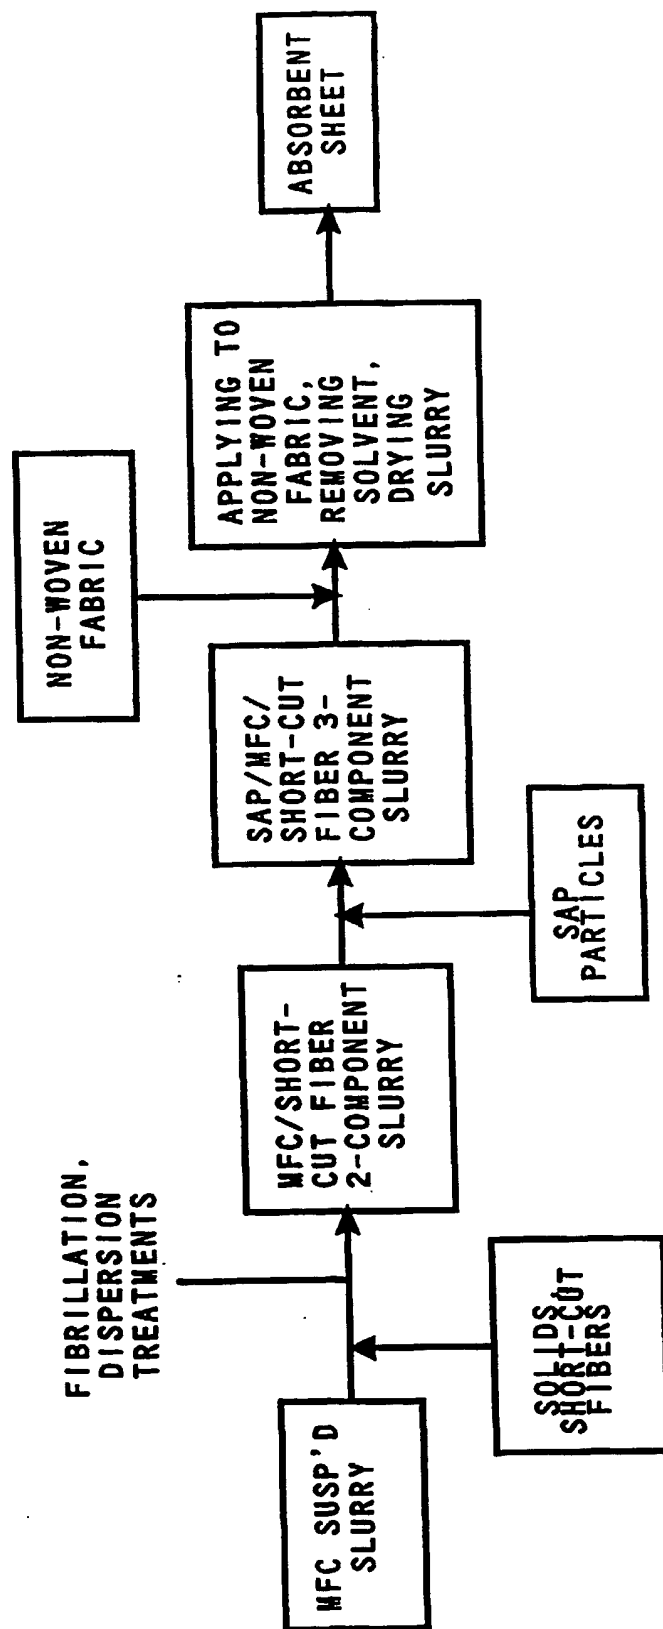 FIBRILLATION,
DISPERSION
TREATMENTS
MFC SUSP'D
SLURRY
SOLIDS,
SHORT-CUT
FIBERS
MFC/SHORT-
CUT FIBER
2-COMPONENT
SLURRY
SAP
PARTICLES
SAP/MFC/
SHORT-CUT
FIBER 3-
COMPONENT
SLURRY
NON-WOVEN
FABRIC
APPLYING TO
NON-WOVEN
FABRIC,
REMOVING
SOLVENT,
DRYING
SLURRY
ABSORBENT
SHEET